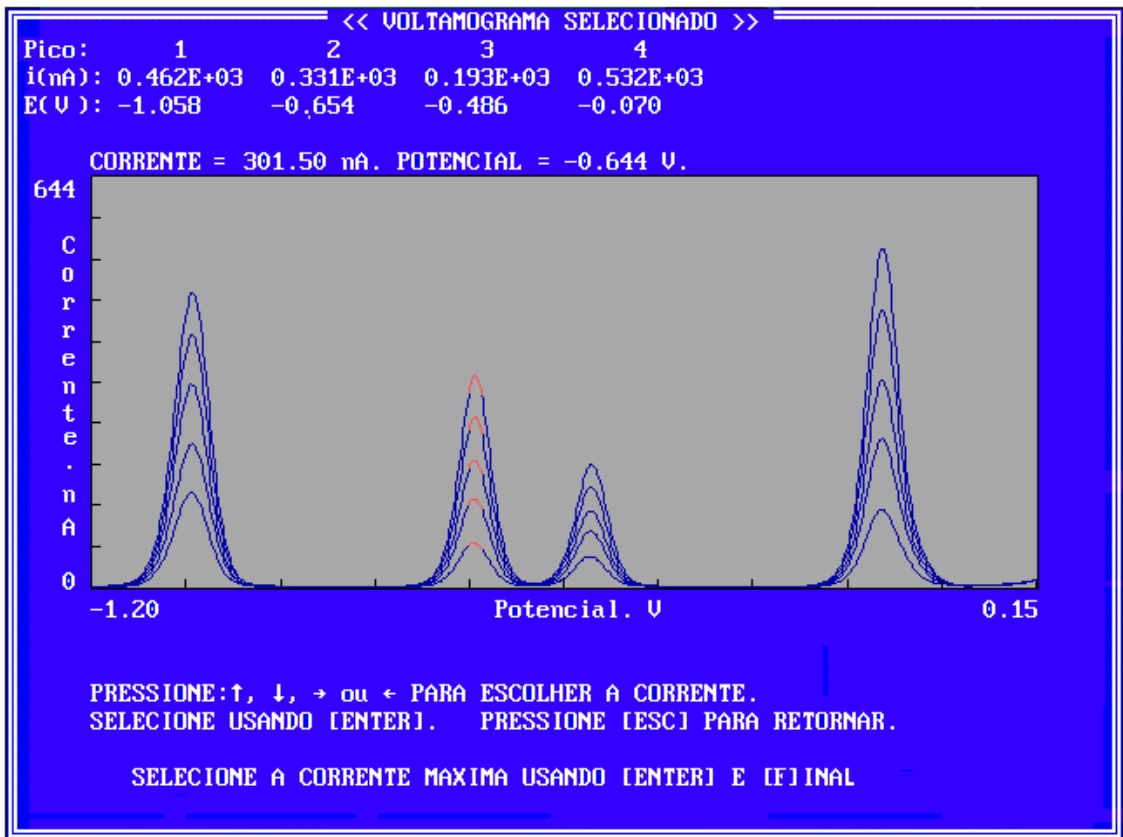 << VOLTAMOGRAMA SELECIONADO >>
Pico: 1 2 3 4
i(nA): 0.462E+03 0.331E+03 0.193E+03 0.532E+03
E(V): -1.058 -0.654 -0.486 -0.070
CORRENTE = 301.50 nA. POTENCIAL = -0.644 V.
644
Corrente. nA
0
-1.20 Potencial. V 0.15
PRESSIONE:↑, ↓, → ou ← PARA ESCOLHER A CORRENTE.
SELECIONE USANDO [ENTER]. PRESSIONE [ESC] PARA RETORNAR.
SELECIONE A CORRENTE MAXIMA USANDO [ENTER] E [F]INAL